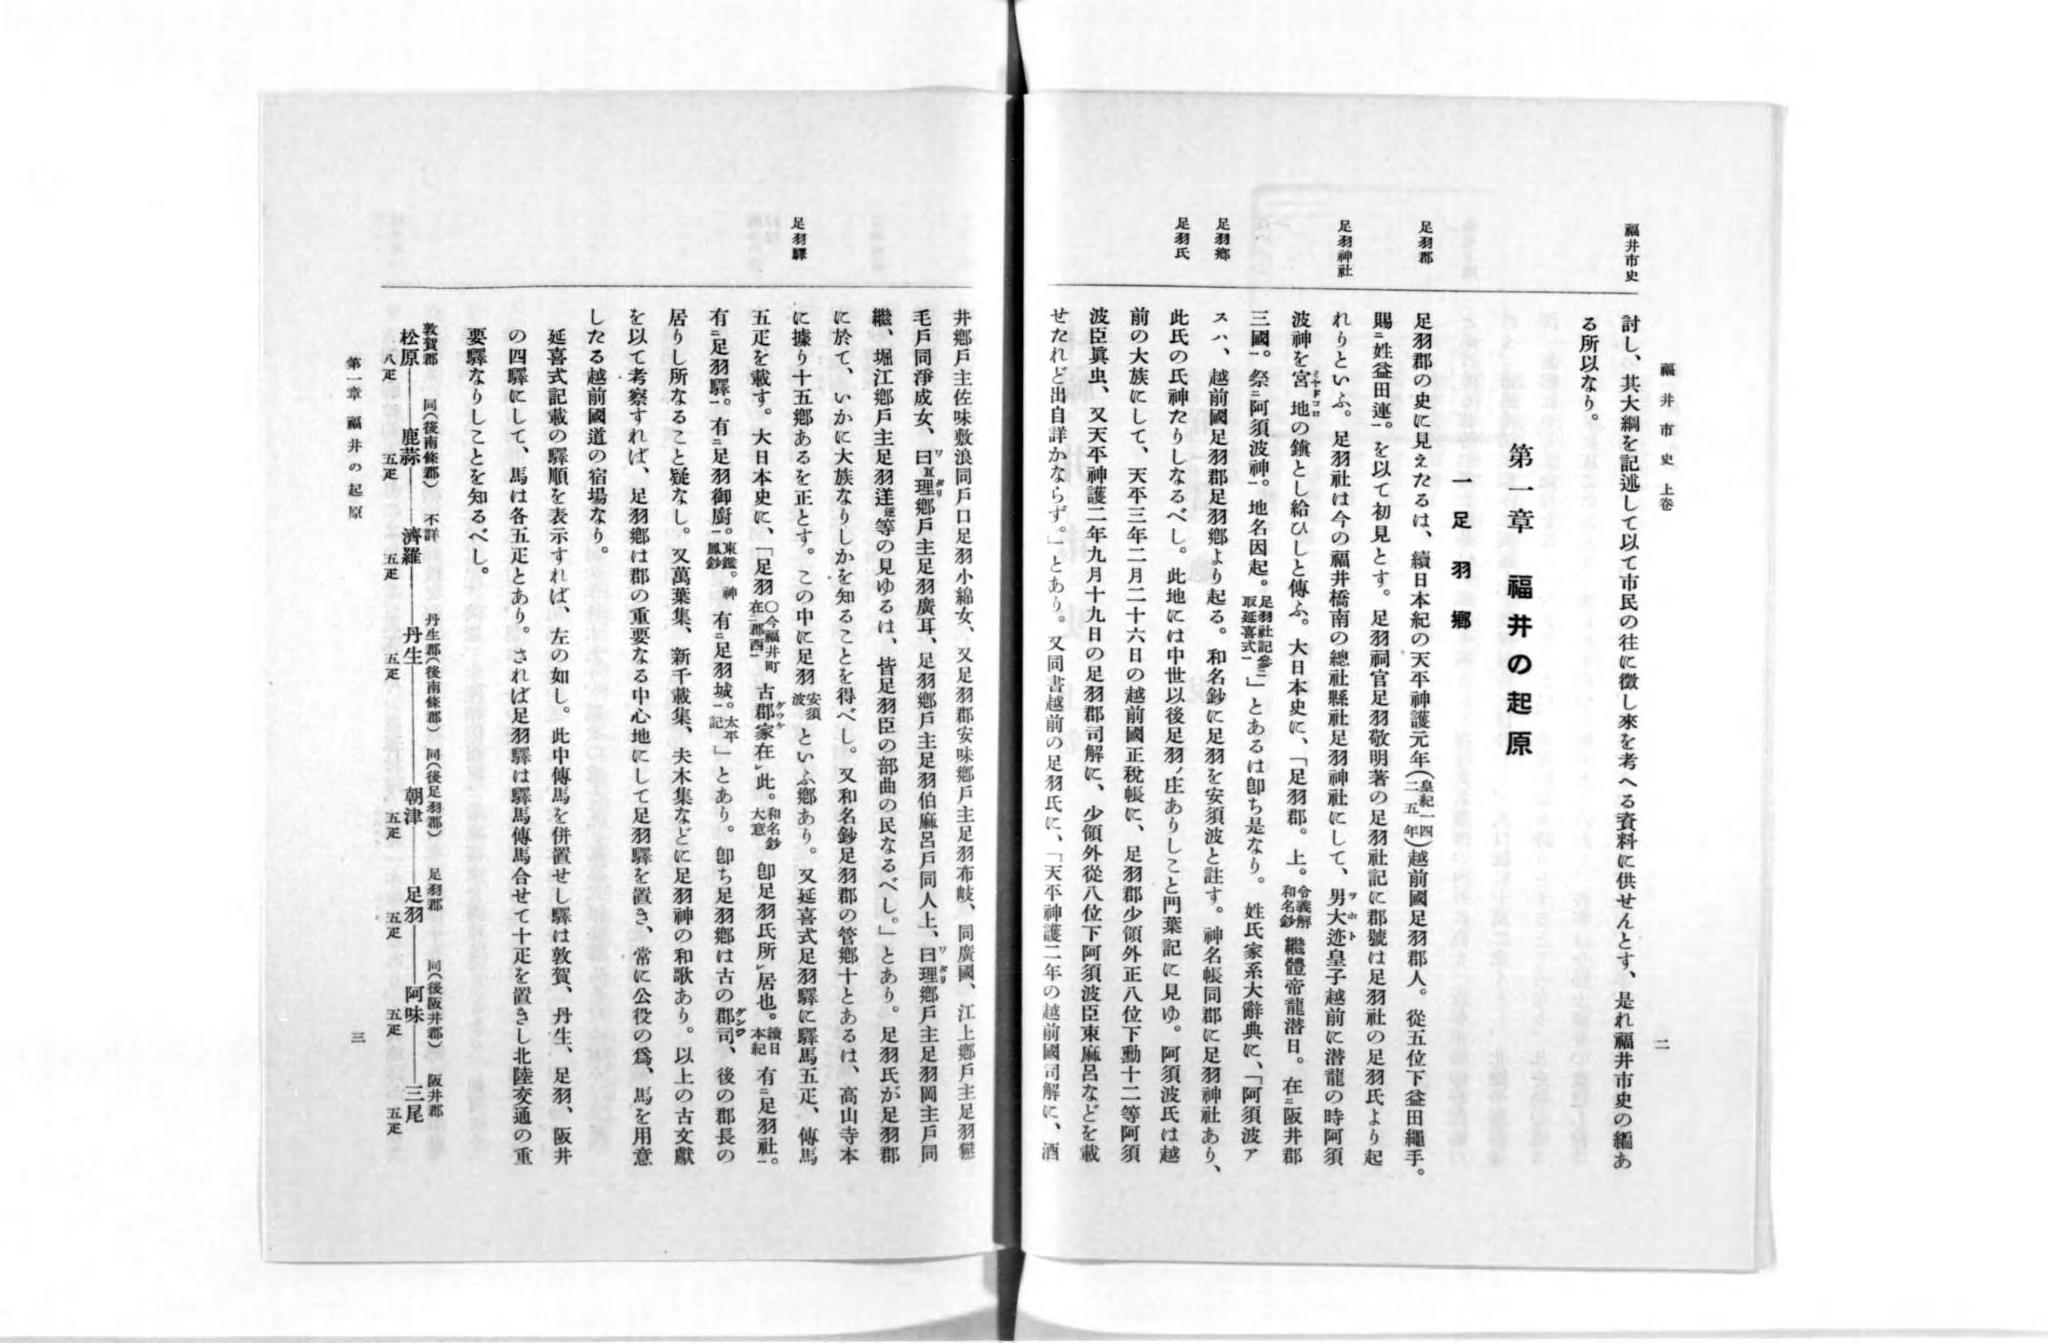 福井市史 上卷
二
福井市史
討し、其大綱を記述して以て市民の往に徵し來を考へる資料に供せんとす、是れ福井市史の編あ
る所以なり。
第一章 福井の起原
一 足羽鄕
足羽郡
足羽郡の史に見えたるは、續日本紀の天平神護元年(皇紀一四二五年)越前國足羽郡人。從五位下益田繩手。
賜ニ姓益田連一。を以て初見とす。足羽祠官足羽敬明著の足羽社記に郡號は足羽社の足羽氏より起
足羽神社
れりといふ。足羽社は今の福井橋南の總社縣社足羽神社にして、男大迹皇子越前に潛龍の時阿須
ヲホト
波神を宮地の鎭とし給ひしと傳ふ。大日本史に、「足羽郡。上。令義解和名鈔繼體帝龍潛日。在ニ阪井郡
ミヤドコロ
三國一。祭ニ阿須波神一。地名因起。足羽社記參ニ取延喜式一」とあるは卽ち是なり。姓氏家系大辭典に、「阿須波ア
足羽鄕
スハ、越前國足羽郡足羽鄕より起る。和名鈔に足羽を安須波と註す。神名帳同郡に足羽神社あり、
足羽氏
此氏の氏神たりしなるべし。此地には中世以後足羽ノ庄ありしこと門葉記に見ゆ。阿須波氏は越
前の大族にして、天平三年二月二十六日の越前國正稅帳に、足羽郡少領外正八位下勳十二等阿須
波臣眞虫、又天平神護二年九月十九日の足羽郡司解に、少領外從八位下阿須波臣東麻呂などを載
せたれど出自詳かならず。」とあり。又同書越前の足羽氏に、「天平神護二年の越前國司解に、酒
井鄕戶主佐味敷浪同戶口足羽小綿女、又足羽郡安味鄕戶主足羽布岐、同廣國、江上鄕戶主足羽
毛戶同淨成女、曰理鄕戶主足羽廣耳、足羽鄕戶主足羽伯麻呂戶同人上、曰理鄕戶主足羽岡主戶同
ワタリ
ワタリ
繼、堀江鄕戶主足羽等の見ゆるは、皆足羽臣の部曲の民なるべし。」とあり。足羽氏が足羽郡
に於て、いかに大族なりしかを知ることを得べし。又和名鈔足羽郡の管鄕十とあるは、高山寺本
足羽驛
に據り十五鄕あるを正とす。この中に足羽安須波といふ鄕あり。又延喜式足羽驛に驛馬五疋、傳馬
五疋を載す。大日本史に、「足羽〇今福井町在ニ郡西一古郡家在レ此。和名鈔大意卽足羽氏所レ居也。續日本紀有ニ足羽社一。
グウケ
有ニ足羽驛一。有ニ足羽御廚一。東鑑。神鳳鈔有ニ足羽城一。太平記」とあり。卽ち足羽鄕は古の郡司、後の郡長の
グンジ
居りし所なること疑なし。又萬葉集、新千載集、夫木集などに足羽神の和歌あり。以上の古文獻
を以て考察すれば、足羽鄕は郡の重要なる中心地にして足羽驛を置き、常に公役の爲、馬を用意
したる越前國道の宿場なり。
延喜式記載の驛順を表示すれば、左の如し。此中傳馬を併置せし驛は敦賀、丹生、足羽、阪井
の四驛にして、馬は各五疋とあり。されば足羽驛は驛馬傳馬合せて十疋を置きし北陸交通の重
要驛なりしことを知るべし。
敦賀郡 同(後南條郡) 不詳 丹生郡(後南條郡) 同(後足羽郡) 足羽郡 同(後阪井郡) 阪井郡
松原――鹿蒜――濟羅――丹生――朝津――足羽――阿味――三尾
八疋 五疋 五疋 五疋 五疋 五疋 五疋 五疋
第一章 福井の起原
三